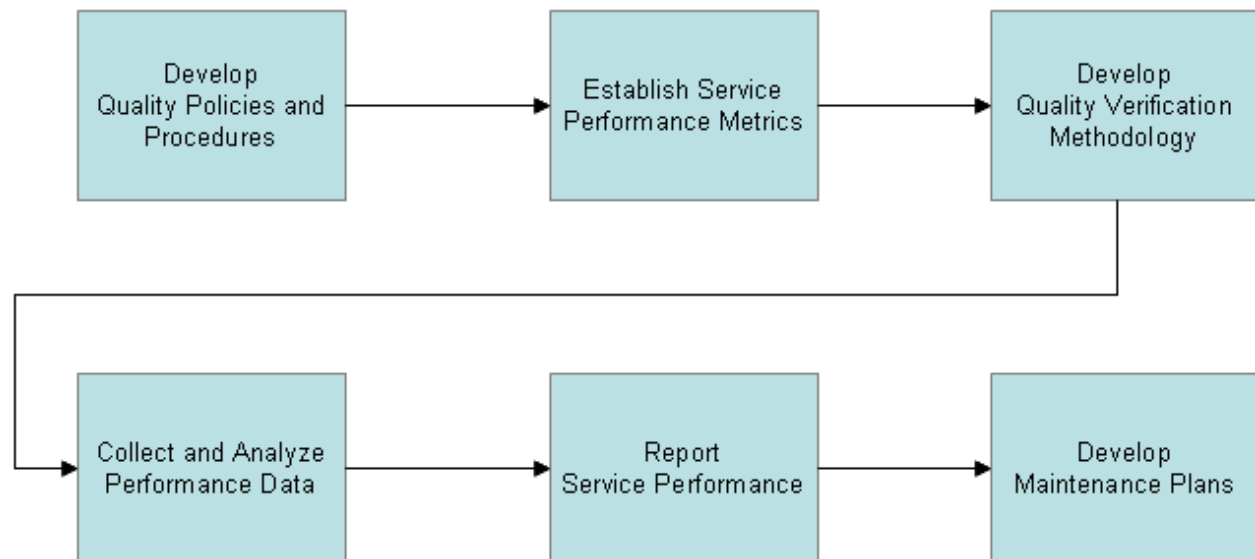 Develop
Quality Policies and
Procedures
Establish Service
Performance Metrics
Develop
Quality Verification
Methodology
Collect and Analyze
Performance Data
Report
Service Performance
Develop
Maintenance Plans